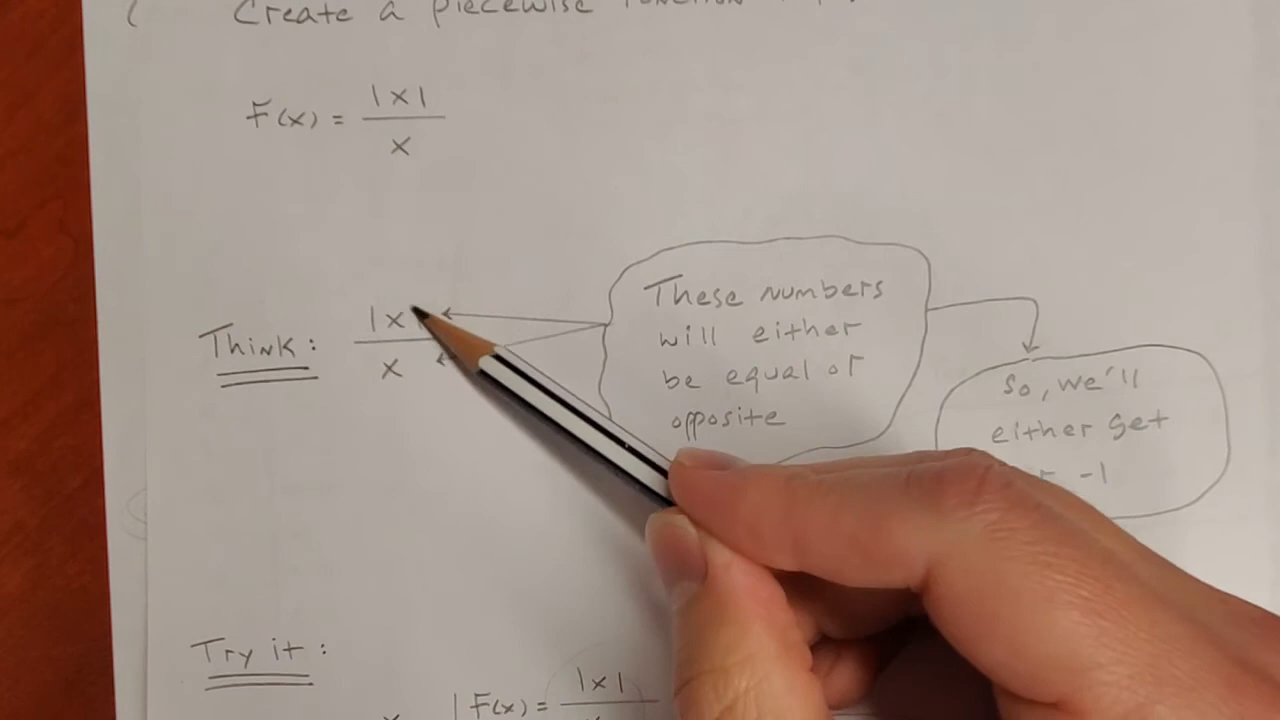 Create a Piecewise Function
F(x) = |x|
x
Think: |x
x
These numbers
will either
be equal or
opposite
So, we'll
either get
-1
Try it:
F(x) = |x|